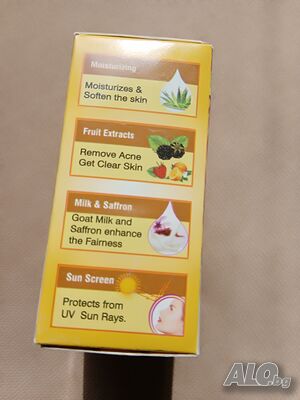 Moisturizing
Moisturizes &
Soften the skin
Fruit Extracts
Remove Acne
Get Clear Skin
Milk & Saffron
Goat Milk and
Saffron enhance
the Fairness
Sun Screen
Protects from
UV Sun Rays.
ALO.bg